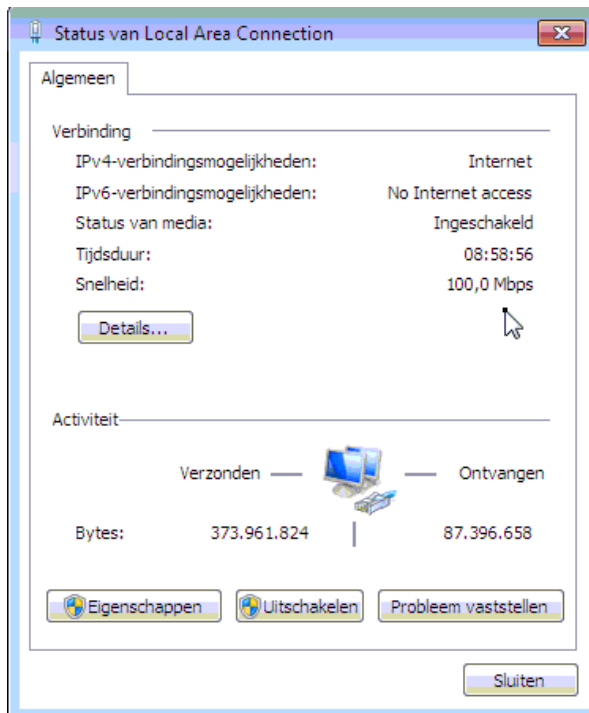 Status van Local Area Connection
Algemeen
Verbinding
IPv4-verbindingsmogelijkheden: Internet
IPv6-verbindingsmogelijkheden: No Internet access
Status van media: Ingeschakeld
Tijdsduur: 08:58:56
Snelheid: 100,0 Mbps
Details...
Activiteit
Verzonden Ontvangen
Bytes: 373.961.824 87.396.658
Eigenschappen Uitschakelen Probleem vaststellen
Sluiten